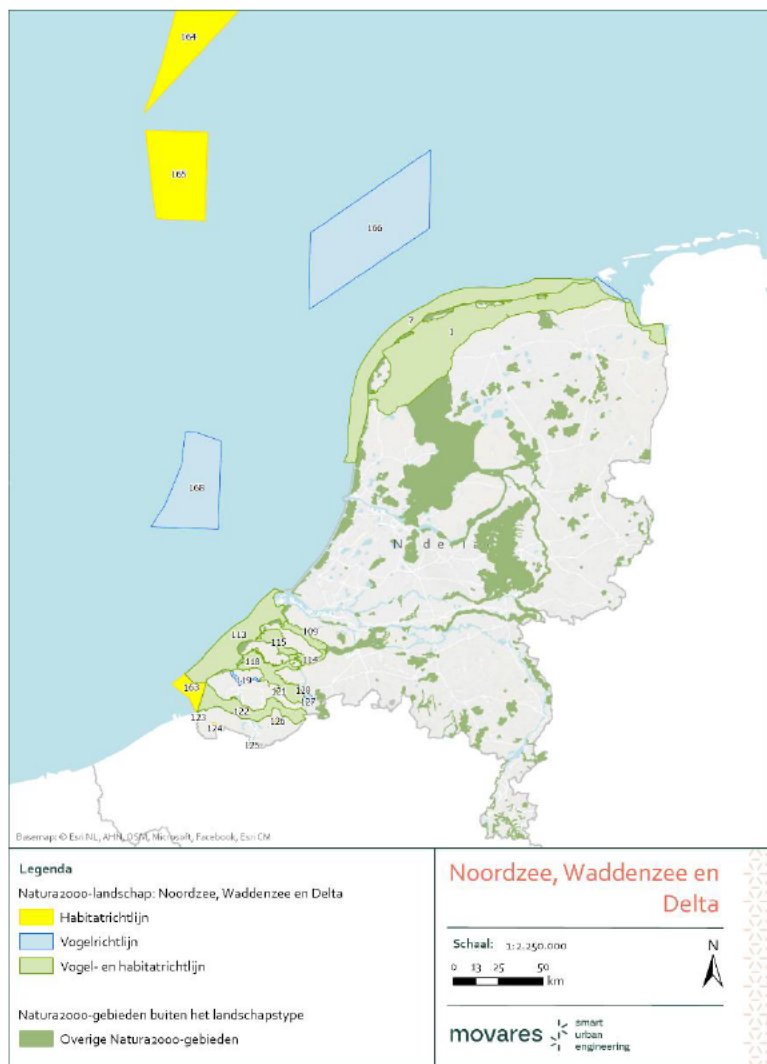 164
165
166
2
1
168
Nederla
113
109
115
114
118
119
163
121
128
127
123
122
126
124
125
Basemap: © Esri NL, AHN, OSM, Microsoft, Facebook, Esri CM
Legenda
Natura2000-landschap: Noordzee, Waddenzee en Delta
Habitatrichtlijn
Vogelrichtlijn
Vogel- en habitatrichtlijn
Natura2000-gebieden buiten het landschapstype
Overige Natura2000-gebieden
Noordzee, Waddenzee en
Delta
Schaal: 1:2.250.000
N
0 13 25 50
km
movares
smart
urban
engineering